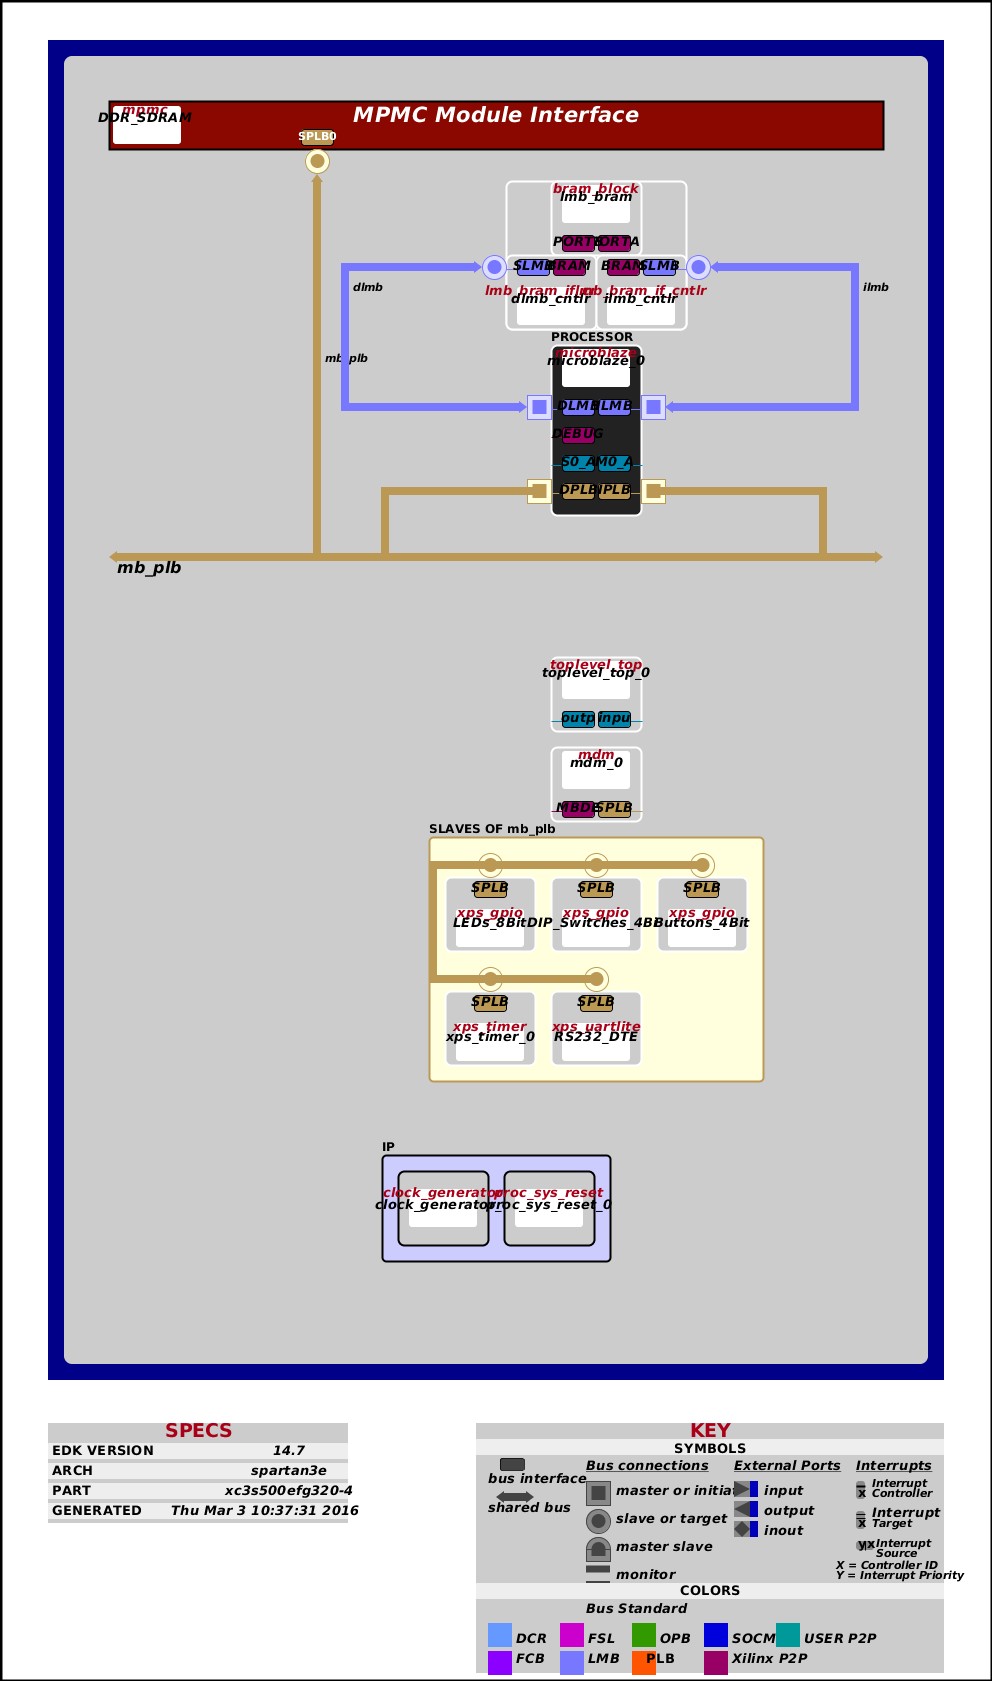 mpmc
DDR_SDRAM
MPMC Module Interface
SPLB0
bram_block
lmb_bram
PORTB PORTA
SLMB BRAM BRAM SLMB
lmb_bram_if_cntlr
dlmb_cntlr ilmb_cntlr
dlmb
ilmb
mb_plb
PROCESSOR
microblaze
microblaze_0
DLMB ILMB
DEBUG
S0_A M0_A
DPLB IPLB
mb_plb
toplevel_top
toplevel_top_0
outp inpu
mdm
mdm_0
MBDE SPLB
SLAVES OF mb_plb
SPLB SPLB SPLB
xps_gpio xps_gpio xps_gpio
LEDs_8Bit DIP_Switches_4Bit Buttons_4Bit
SPLB SPLB
xps_timer xps_uartlite
xps_timer_0 RS232_DTE
IP
clock_generator proc_sys_reset
clock_generator_0 proc_sys_reset_0
SPECS
EDK VERSION 14.7
ARCH spartan3e
PART xc3s500efg320-4
GENERATED Thu Mar 3 10:37:31 2016
KEY
SYMBOLS
bus interface
shared bus
Bus connections
master or initiat
slave or target
master slave
monitor
External Ports
input
output
inout
Interrupts
Interrupt
Controller
Interrupt
Target
Interrupt
Source
X = Controller ID
Y = Interrupt Priority
COLORS
Bus Standard
DCR FSL OPB SOCM USER P2P
FCB LMB PLB Xilinx P2P